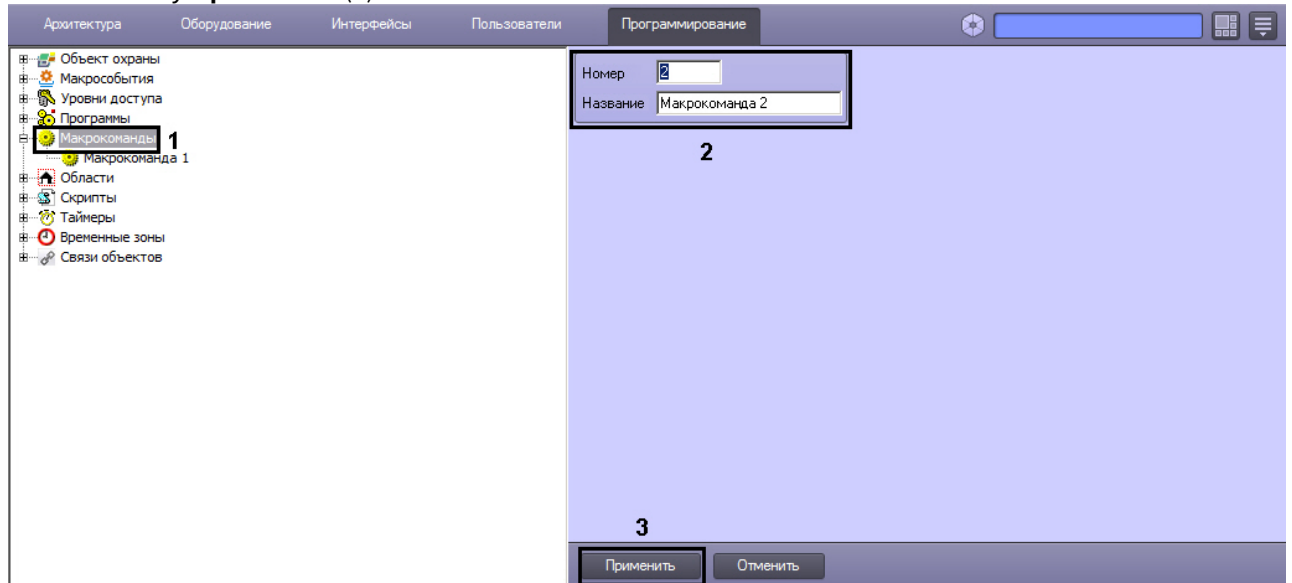 Архитектура Оборудование Интерфейсы Пользователи Программирование
Объект охраны
Макрособытия
Уровни доступа
Программы
Макрокоманды 1
Макрокоманда 1
Области
Скрипты
Таймеры
Временные зоны
Связи объектов
Номер 2
Название Макрокоманда 2
2
3
Применить Отменить